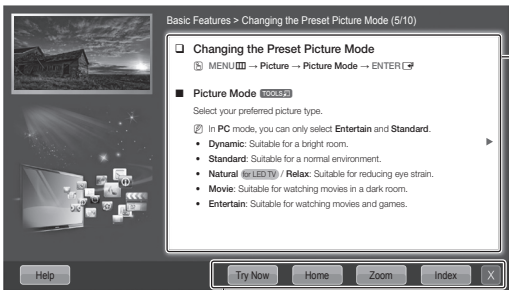 Basic Features > Changing the Preset Picture Mode (5/10)
❑ Changing the Preset Picture Mode
MENU → Picture → Picture Mode → ENTER
■ Picture Mode TOOLS
Select your preferred picture type.
In PC mode, you can only select Entertain and Standard.
• Dynamic: Suitable for a bright room.
• Standard: Suitable for a normal environment.
• Natural for LED TV / Relax: Suitable for reducing eye strain.
• Movie: Suitable for watching movies in a dark room.
• Entertain: Suitable for watching movies and games.
Help
Try Now
Home
Zoom
Index
X